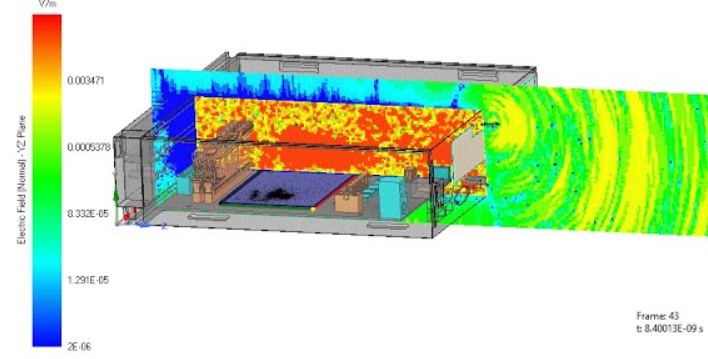 V/m
0.003471
0.0005378
8.332E-05
1.291E-05
2E-06
Electric Field (Normal) - YZ Plane
Z
Frame: 43
t: 8.40013E-09 s